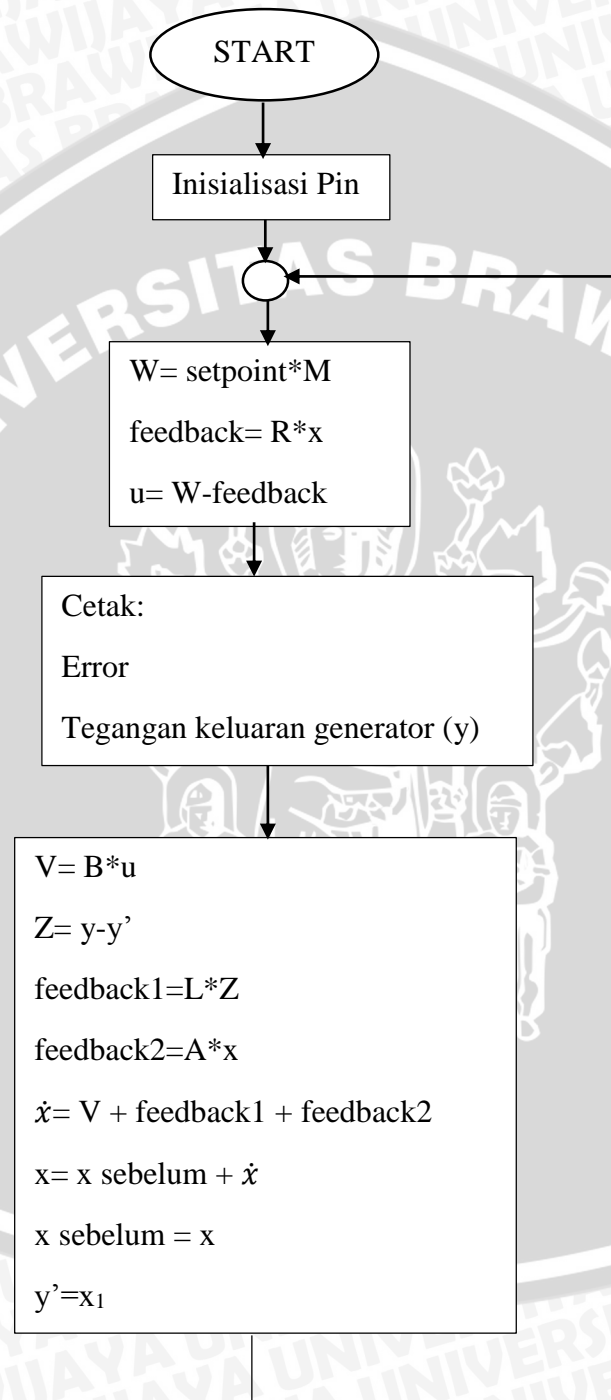 START
Inisialisasi Pin
W= setpoint*M
feedback= R*x
u= W-feedback
Cetak:
Error
Tegangan keluaran generator (y)
V= B*u
Z= y-y’
feedback1=L*Z
feedback2=A*x
ẋ= V + feedback1 + feedback2
x= x sebelum + ẋ
x sebelum = x
y’=x₁